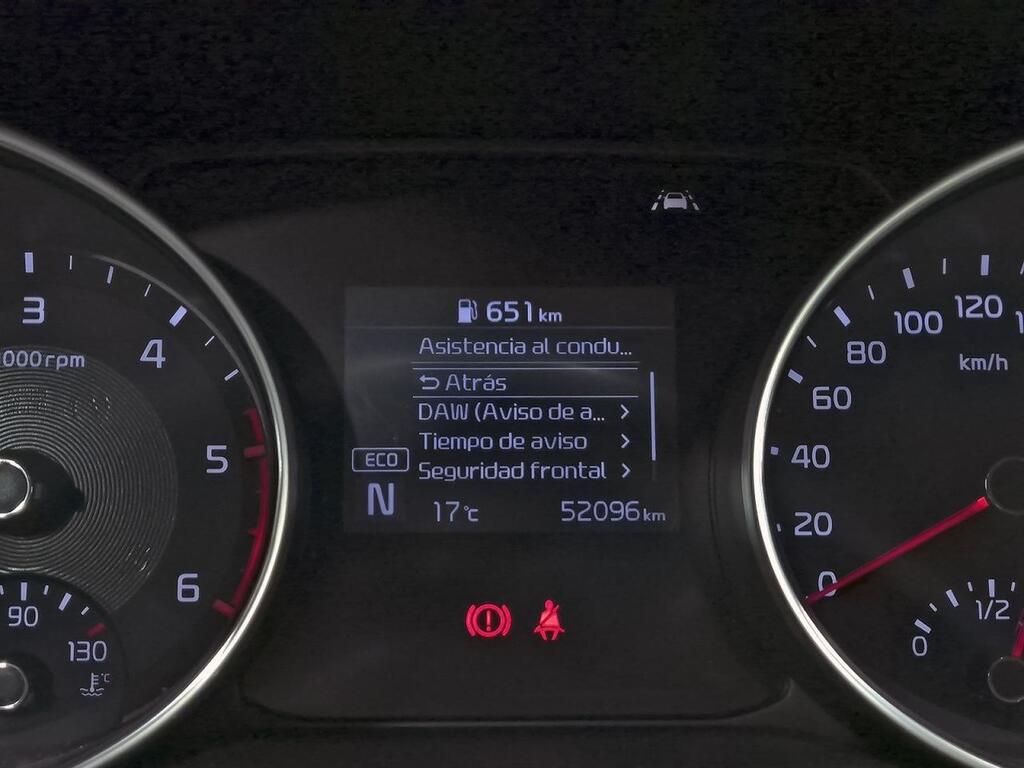 651 km
Asistencia al condu...
Atrás
DAW (Aviso de a...
Tiempo de aviso
Seguridad frontal
ECO
N
17°C
52096 km
3
4
5
6
000 rpm
90
130
°C
0
20
40
60
80
100
120
km/h
0
1/2